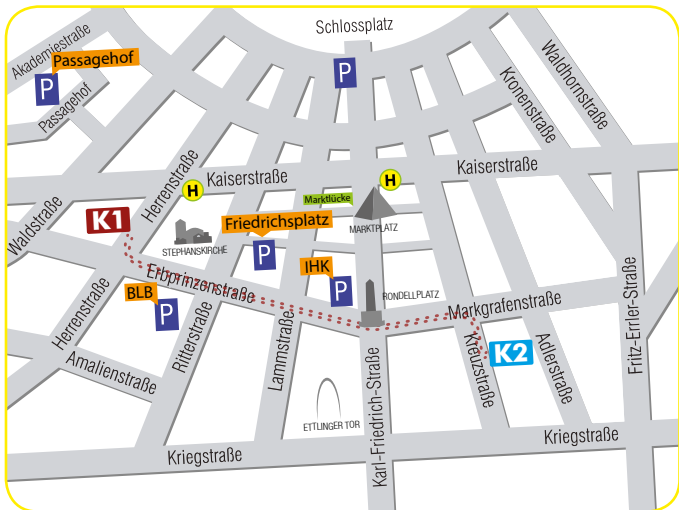 Schlossplatz
Akademiestraße
Passagehof
P
P
Passagehof
Waldhornstraße
Kronenstraße
Kaiserstraße
Herrenstraße
H
Kaiserstraße
H
Marktlücke
Waldstraße
K1
STEPHANSKIRCHE
Friedrichsplatz
P
MARKTPLATZ
IHK
P
Erbprinzenstraße
BLB
P
RONDELLPLATZ
Markgrafenstraße
Herrenstraße
Ritterstraße
Lammstraße
Kreuzstraße
K2
Adlerstraße
Fritz-Errler-Straße
Amalienstraße
Karl-Friedrich-Straße
ETTLINGER TOR
Kriegstraße
Kriegstraße